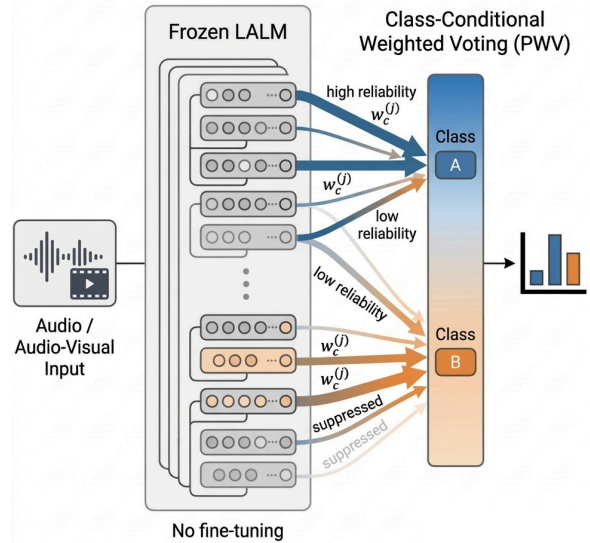 Frozen LALM
Class-Conditional
Weighted Voting (PWV)
high reliability
w_c^{(j)}
Class
A
w_c^{(j)}
low
reliability
low reliability
Class
B
w_c^{(j)}
w_c^{(j)}
suppressed
suppressed
Audio /
Audio-Visual
Input
No fine-tuning